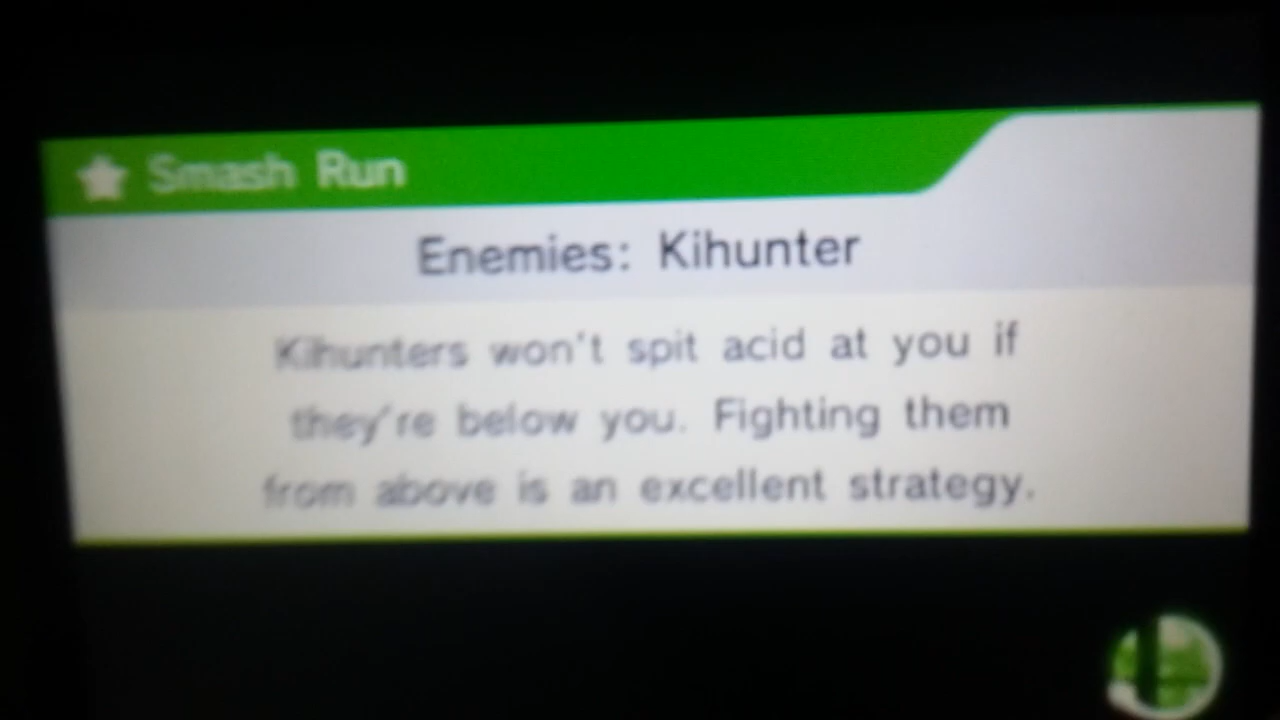 Smash Run
Enemies: Kihunter
Kihunters won't spit acid at you if
they're below you. Fighting them
from above is an excellent strategy.